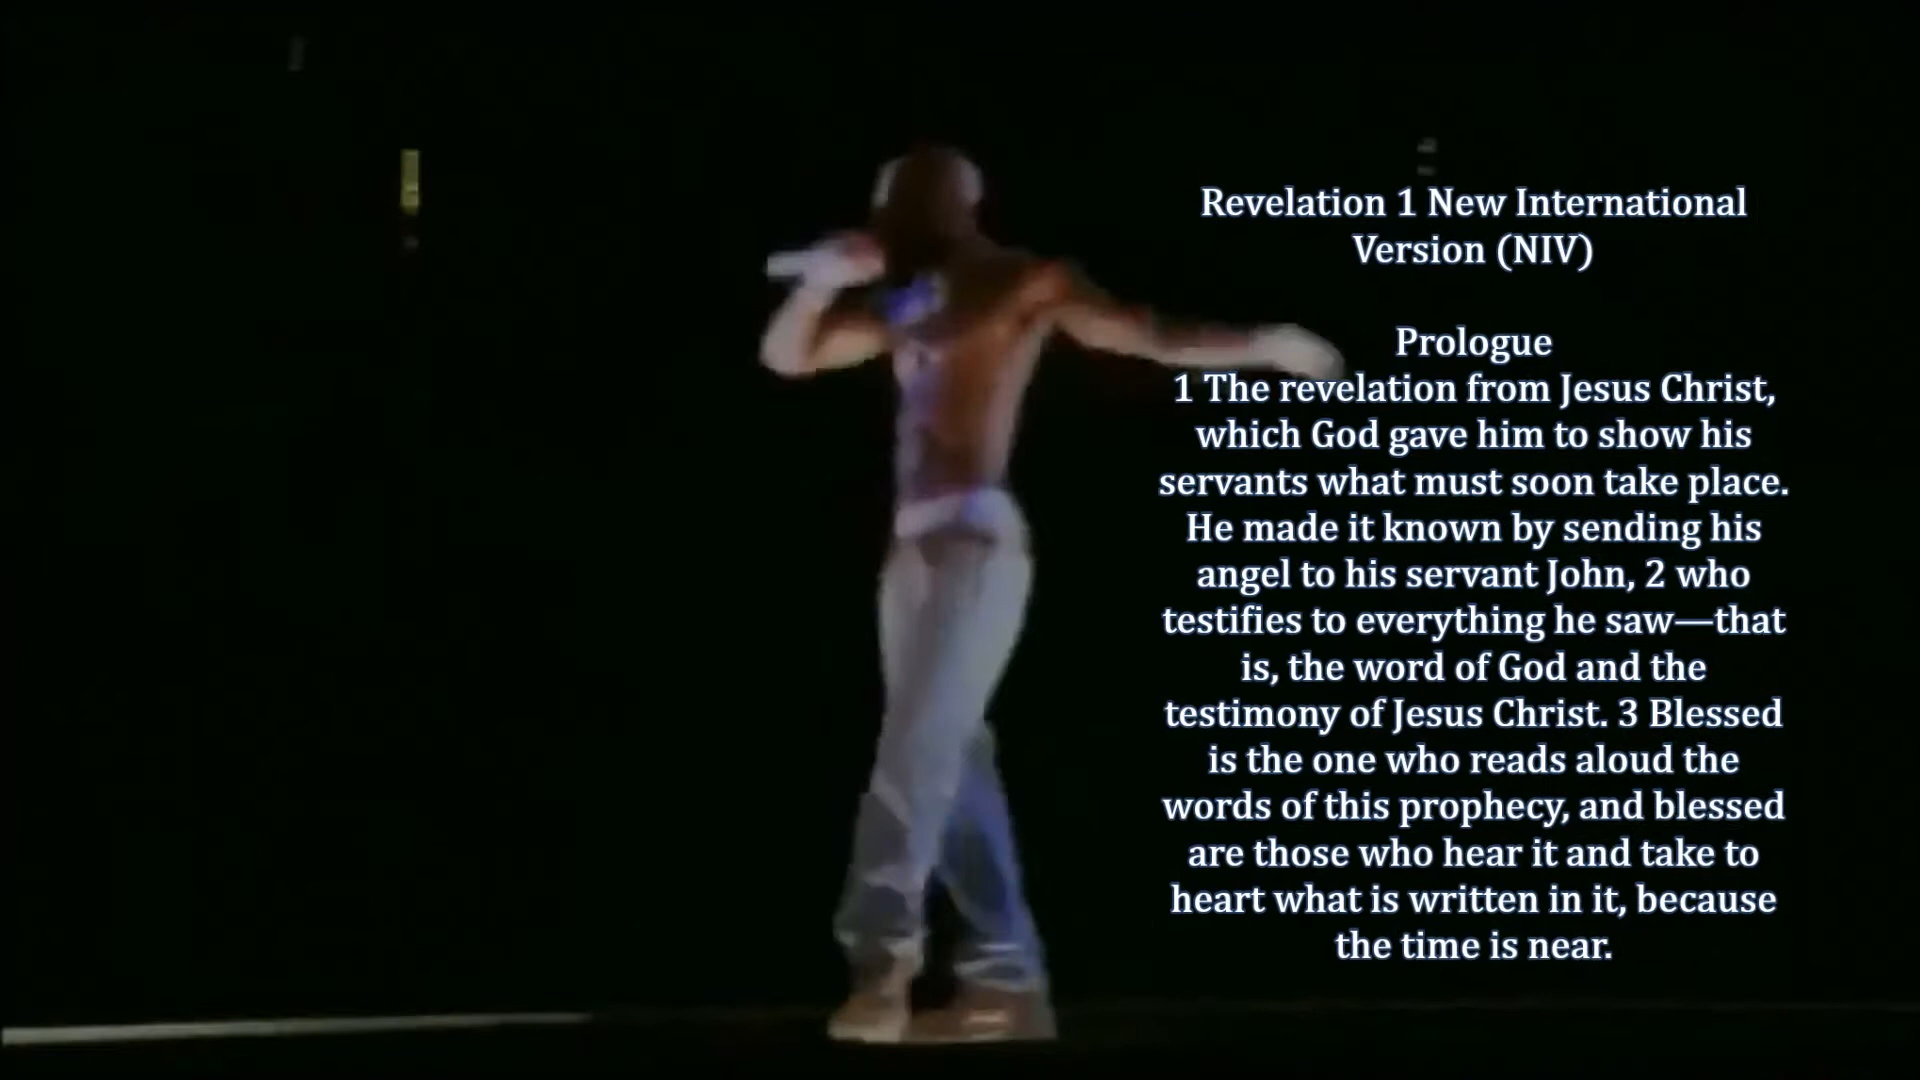 Revelation 1 New International
Version (NIV)
Prologue
1 The revelation from Jesus Christ,
which God gave him to show his
servants what must soon take place.
He made it known by sending his
angel to his servant John, 2 who
testifies to everything he saw—that
is, the word of God and the
testimony of Jesus Christ. 3 Blessed
is the one who reads aloud the
words of this prophecy, and blessed
are those who hear it and take to
heart what is written in it, because
the time is near.